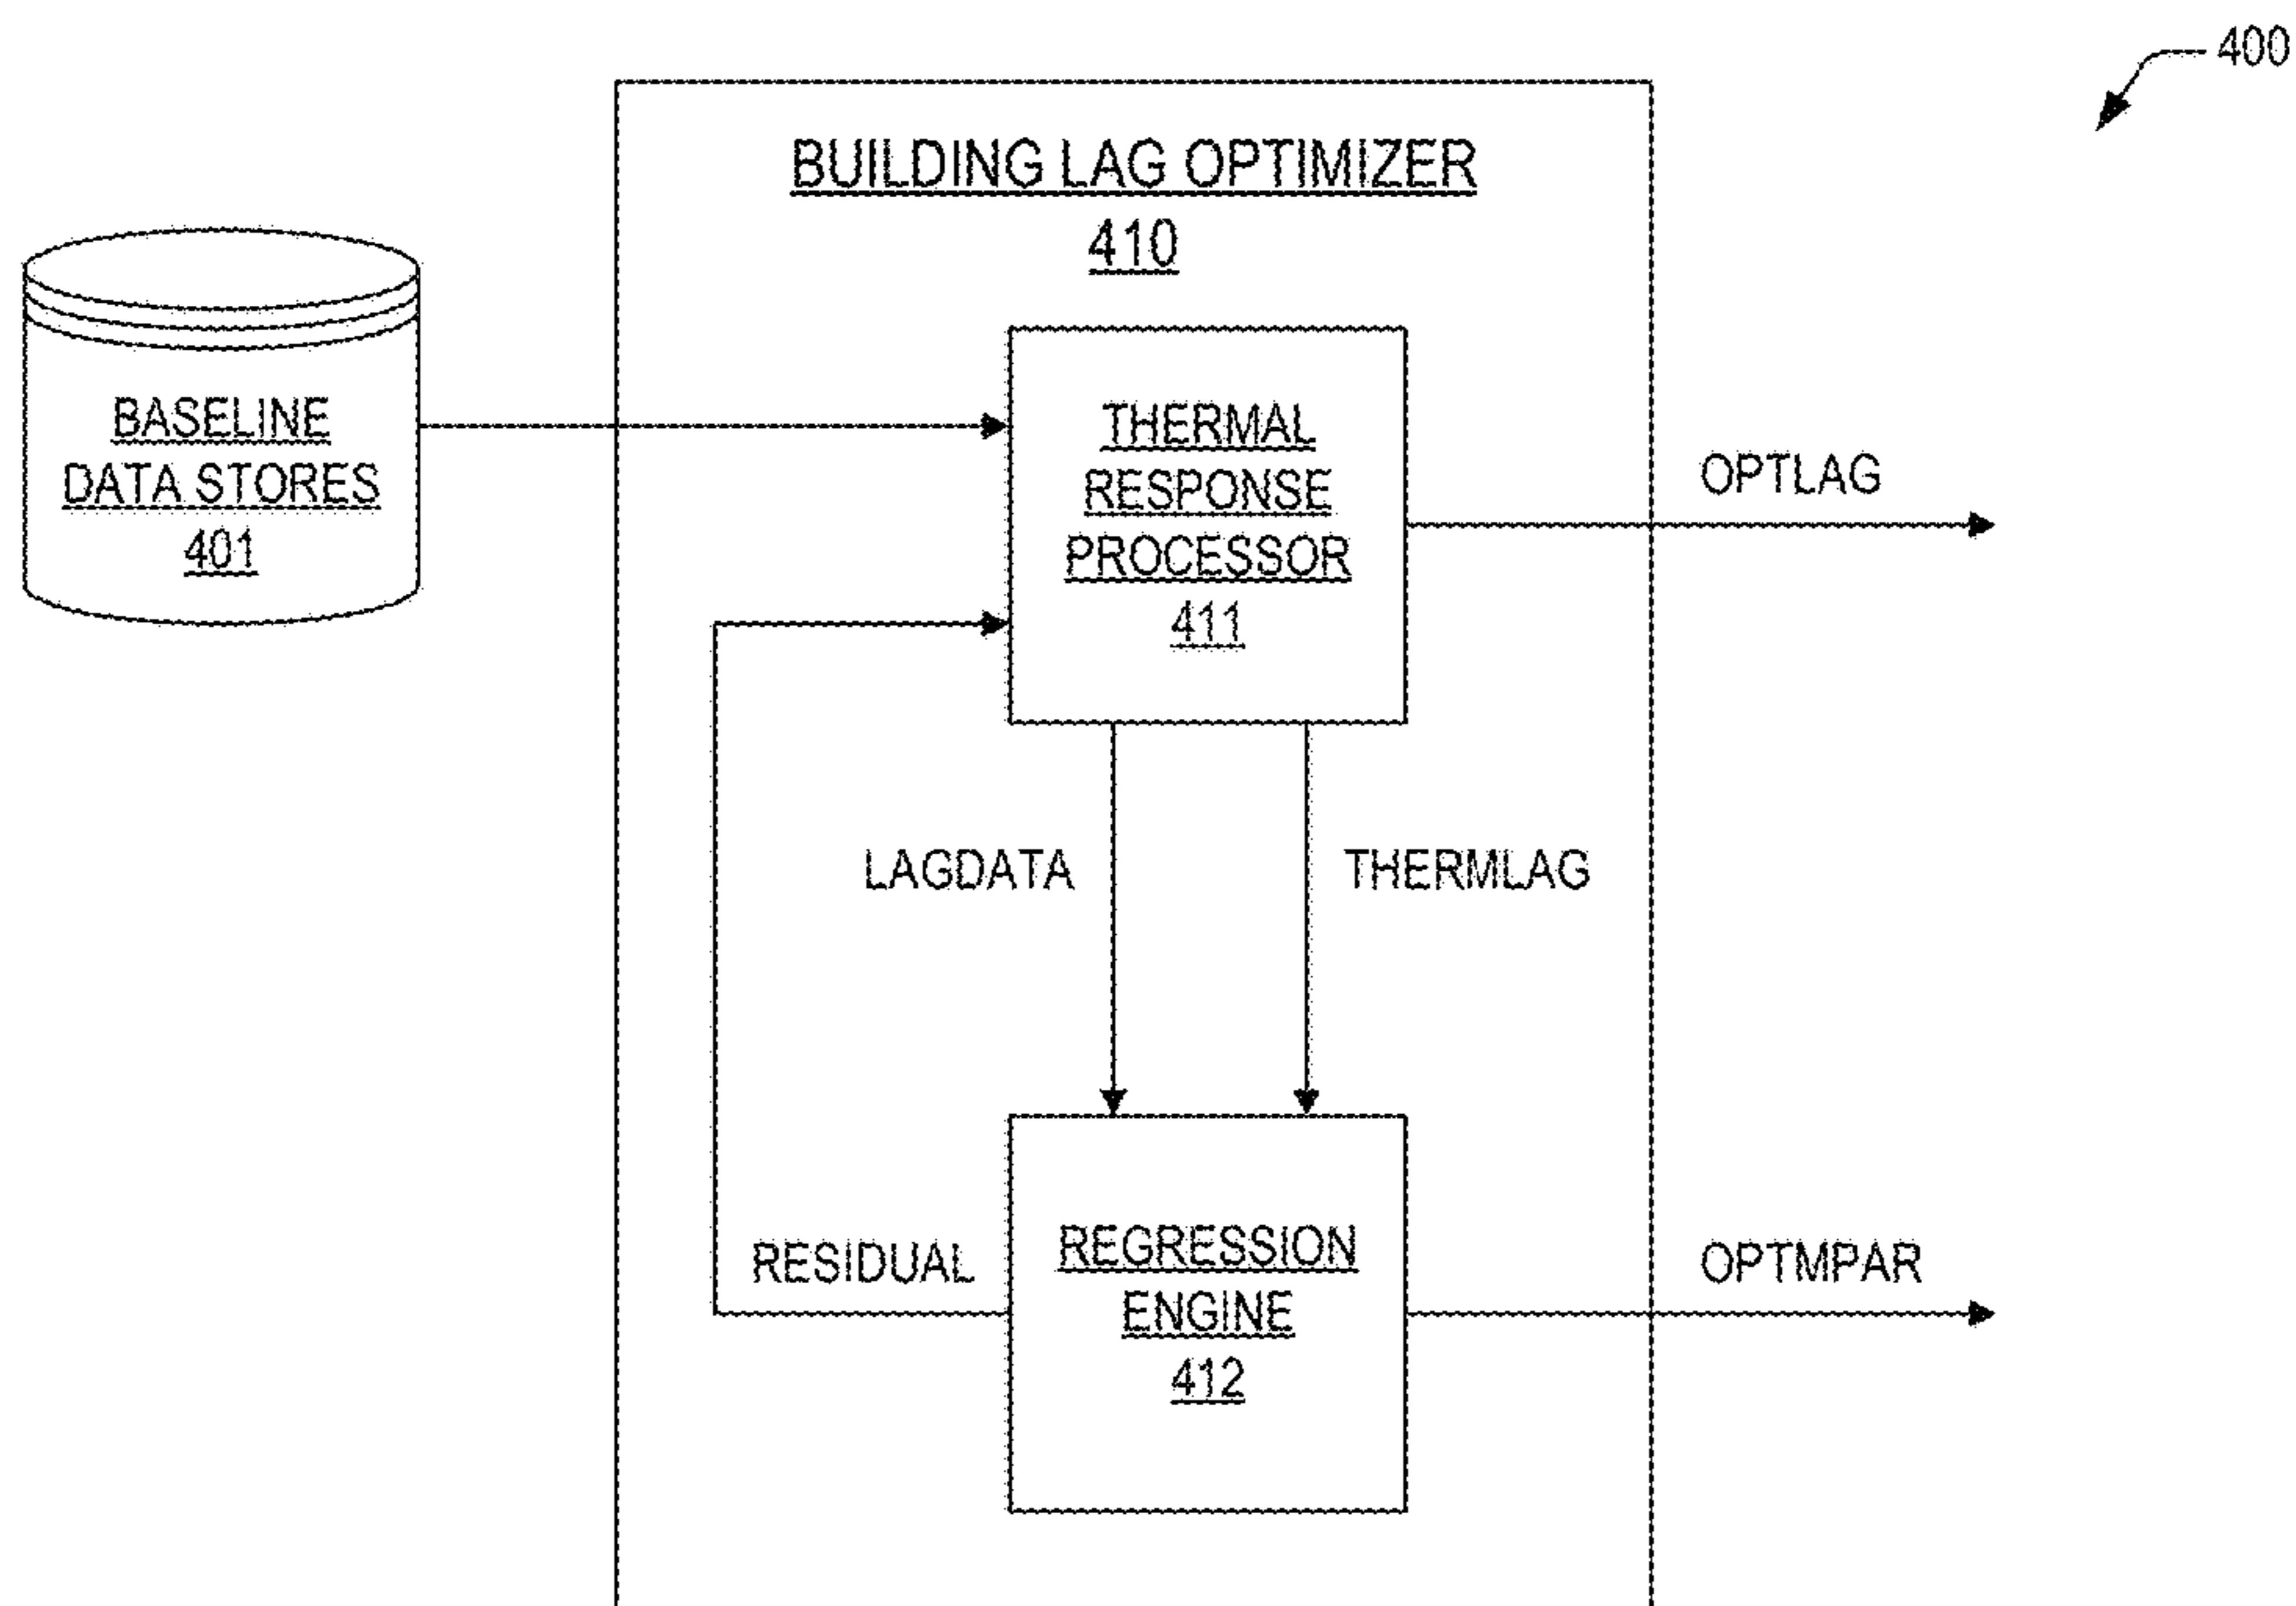 400
BUILDING LAG OPTIMIZER
410
BASELINE
DATA STORES
401
THERMAL
RESPONSE
PROCESSOR
411
OPTLAG
LAGDATA
THERMLAG
RESIDUAL
REGRESSION
ENGINE
412
OPTMPAR